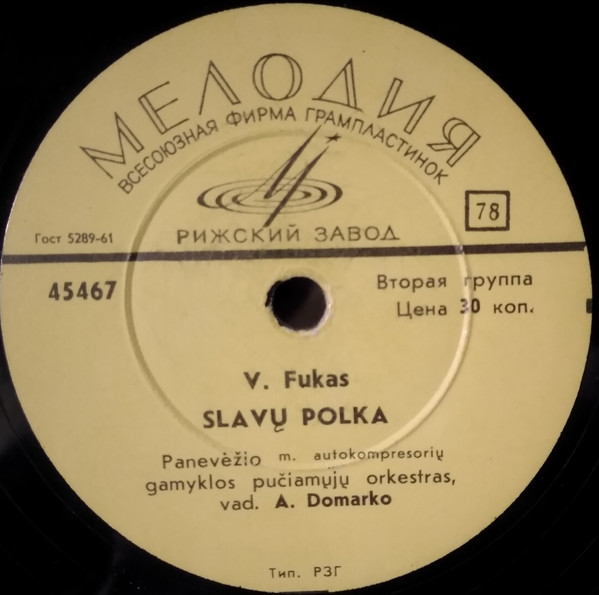 МЕЛОДИЯ
ВСЕСОЮЗНАЯ ФИРМА ГРАМПЛАСТИНОК
РИЖСКИЙ ЗАВОД
78
Гост 5289-61
45467
Вторая группа
Цена 30 коп.
V. Fukas
SLAVŲ POLKA
Panevėžio m. autokompresorių
gamyklos pučiamųjų orkestras,
vad. A. Domarko
Тип. РЗГ